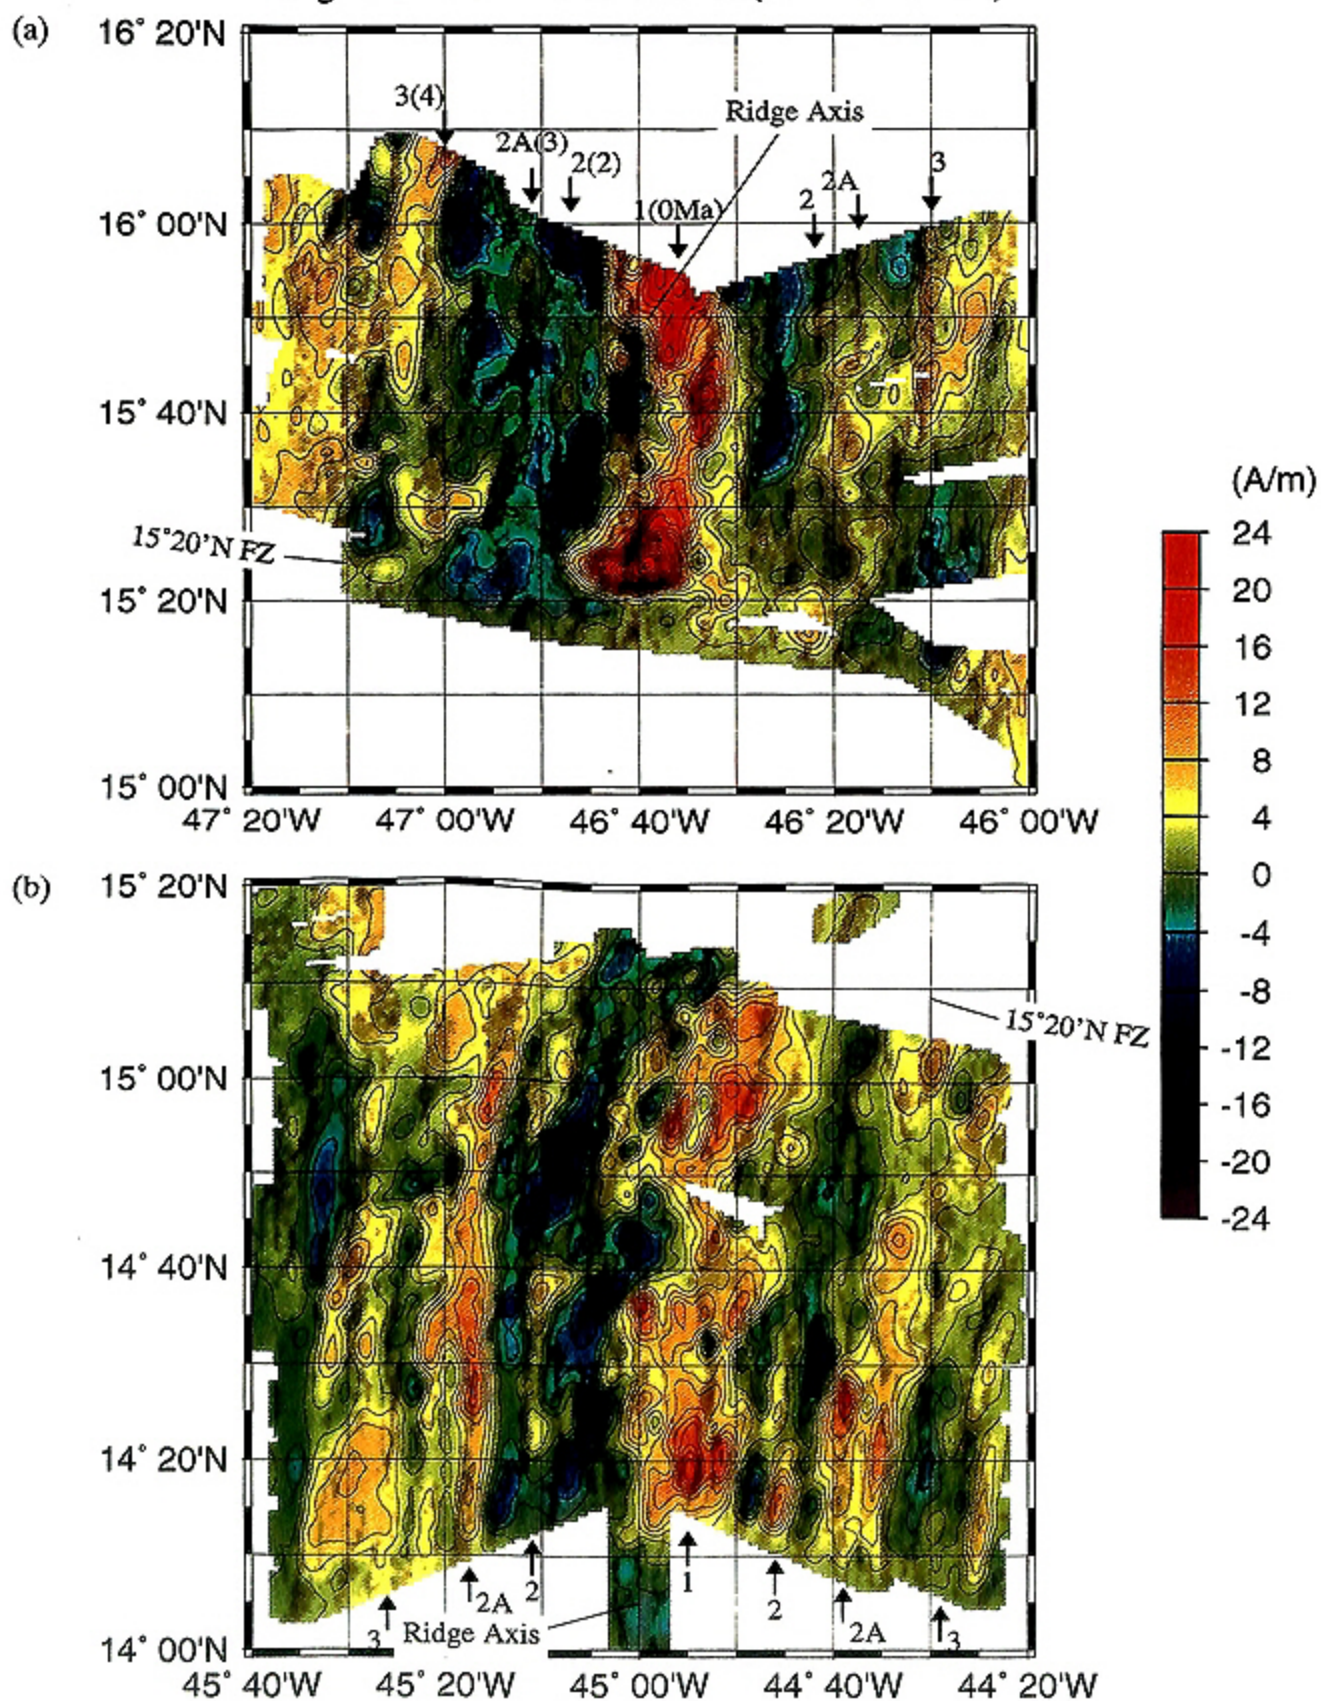 (a)
16° 20'N
3(4)
Ridge Axis
2A(3)
2(2)
3
2A
2
1(0Ma)
16° 00'N
15° 40'N
(A/m)
15°20'N FZ
24
20
16
12
8
4
0
-4
-8
-12
-16
-20
-24
15° 20'N
15° 00'N
47° 20'W 47° 00'W 46° 40'W 46° 20'W 46° 00'W
(b)
15° 20'N
15°20'N FZ
15° 00'N
14° 40'N
14° 20'N
1
2A 2
2
3 Ridge Axis
2A 3
14° 00'N
45° 40'W 45° 20'W 45° 00'W 44° 40'W 44° 20'W